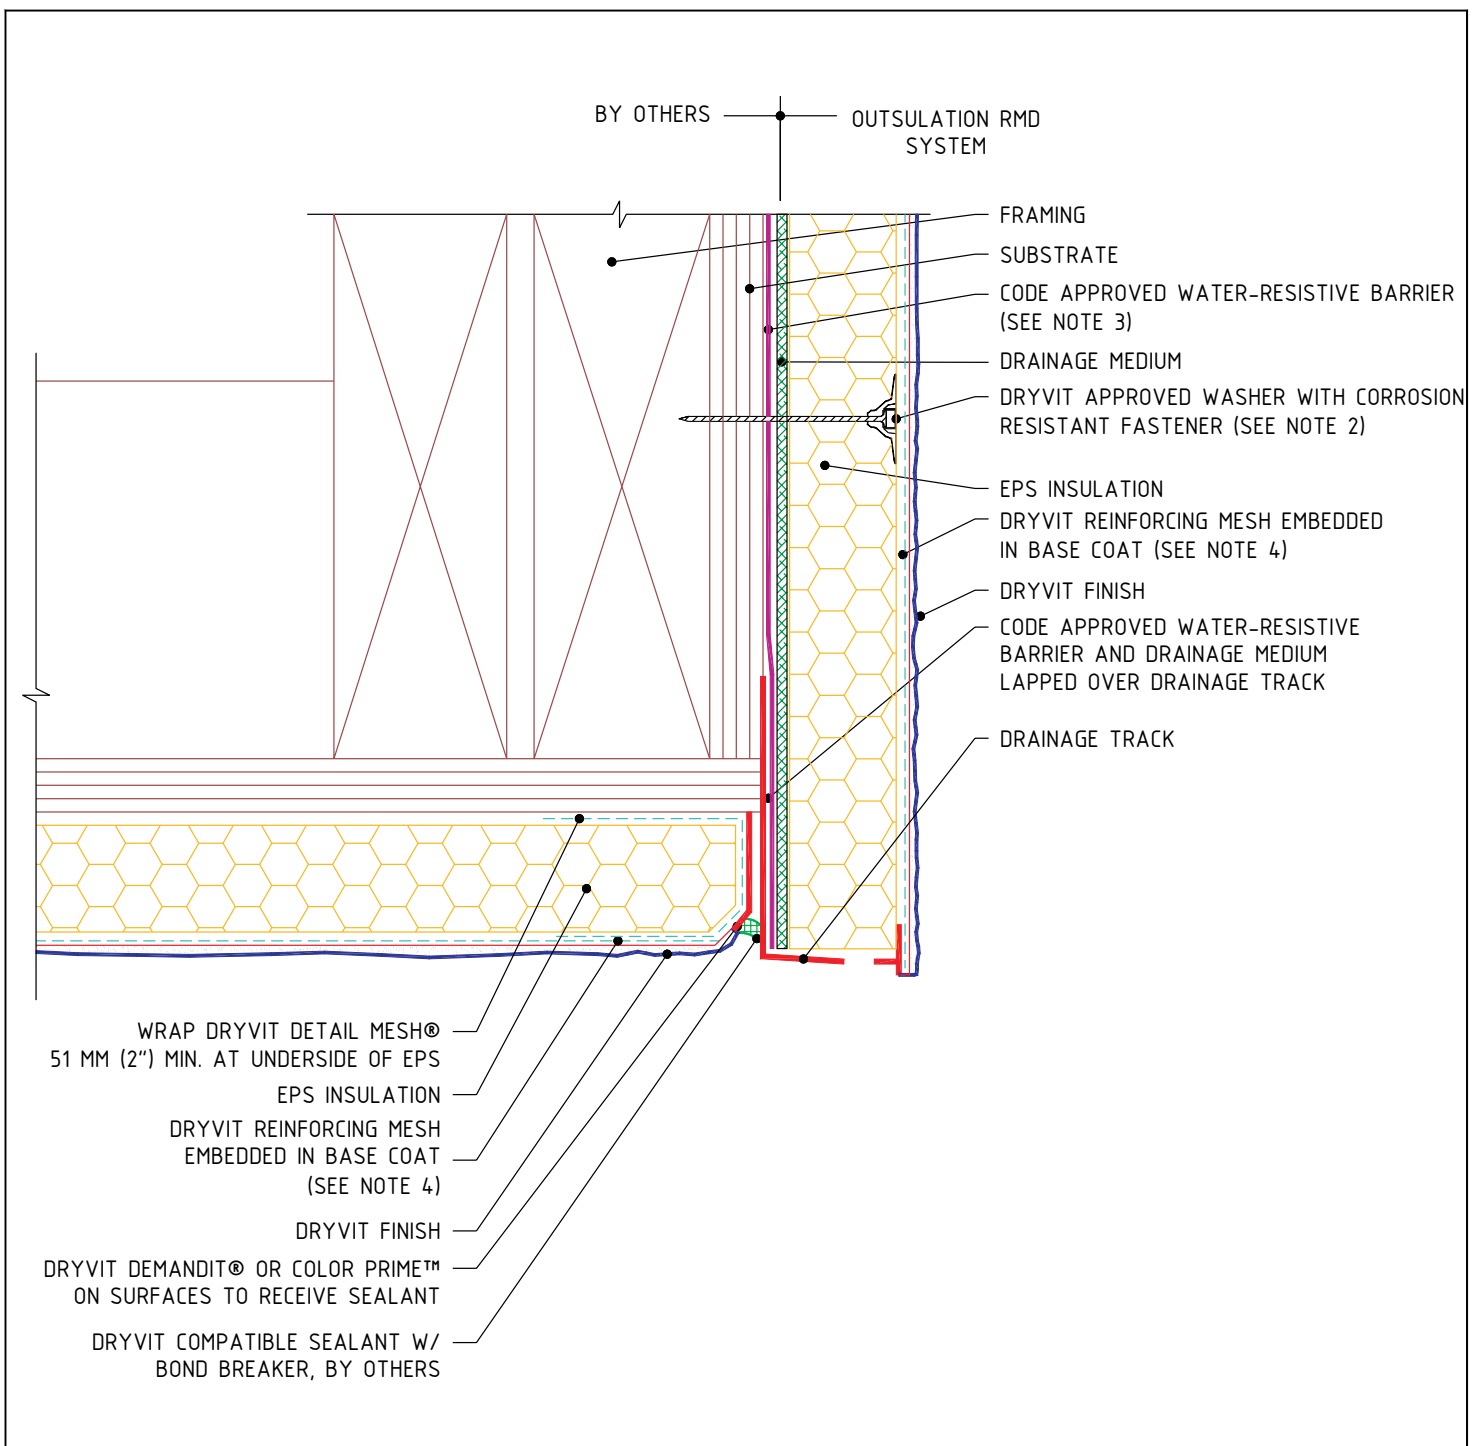 BY OTHERS
OUTSULATION RMD
SYSTEM
FRAMING
SUBSTRATE
CODE APPROVED WATER-RESISTIVE BARRIER
(SEE NOTE 3)
DRAINAGE MEDIUM
DRYVIT APPROVED WASHER WITH CORROSION
RESISTANT FASTENER (SEE NOTE 2)
EPS INSULATION
DRYVIT REINFORCING MESH EMBEDDED
IN BASE COAT (SEE NOTE 4)
DRYVIT FINISH
CODE APPROVED WATER-RESISTIVE
BARRIER AND DRAINAGE MEDIUM
LAPPED OVER DRAINAGE TRACK
DRAINAGE TRACK
WRAP DRYVIT DETAIL MESH®
51 MM (2") MIN. AT UNDERSIDE OF EPS
EPS INSULATION
DRYVIT REINFORCING MESH
EMBEDDED IN BASE COAT
(SEE NOTE 4)
DRYVIT FINISH
DRYVIT DEMANDIT® OR COLOR PRIME™
ON SURFACES TO RECEIVE SEALANT
DRYVIT COMPATIBLE SEALANT W/
BOND BREAKER, BY OTHERS